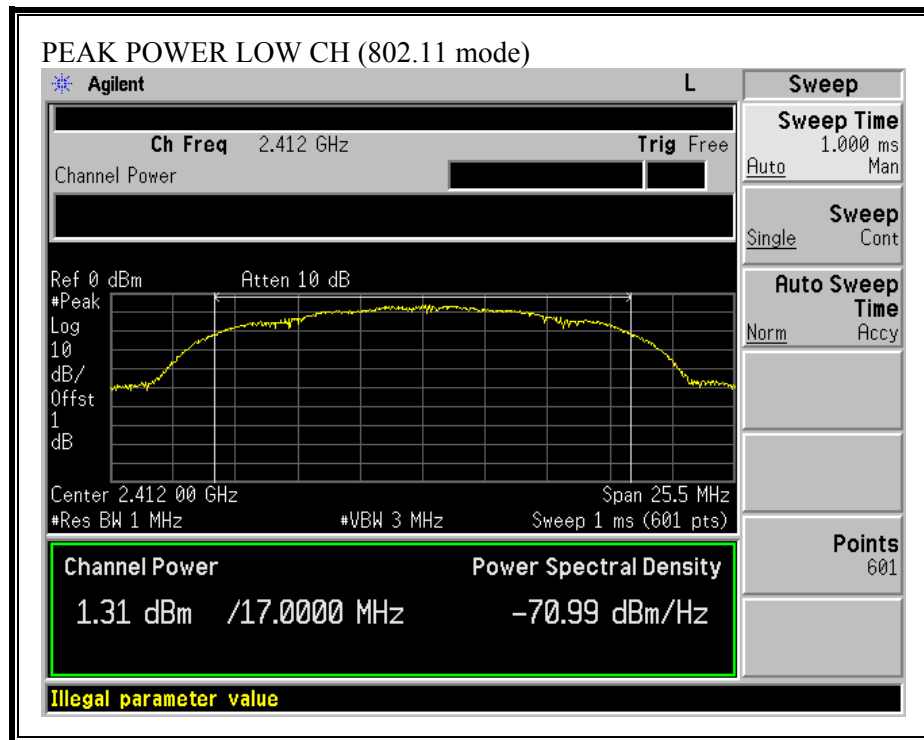 PEAK POWER LOW CH (802.11 mode)
Agilent L Sweep
Ch Freq 2.412 GHz Trig Free
Channel Power
Sweep Time
1.000 ms
Auto Man
Sweep
Single Cont
Auto Sweep
Time
Norm Accy
Ref 0 dBm Atten 10 dB
#Peak
Log
10
dB/
Offst
1
dB
Center 2.412 00 GHz Span 25.5 MHz
#Res BW 1 MHz #VBW 3 MHz Sweep 1 ms (601 pts)
Points
601
Channel Power Power Spectral Density
1.31 dBm /17.0000 MHz -70.99 dBm/Hz
Illegal parameter value